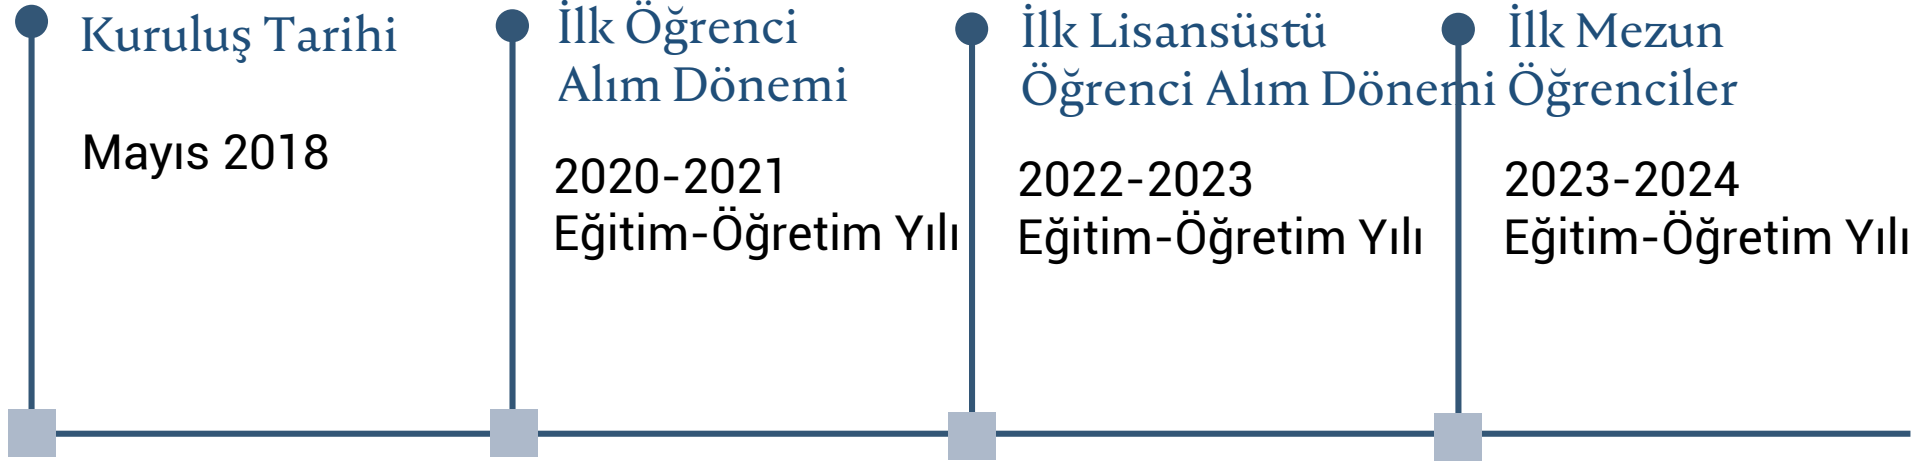 Kuruluş Tarihi
Mayıs 2018
İlk Öğrenci
Alım Dönemi
2020-2021
Eğitim-Öğretim Yılı
İlk Lisansüstü
Öğrenci Alım Dönemi
2022-2023
Eğitim-Öğretim Yılı
İlk Mezun
Öğrenciler
2023-2024
Eğitim-Öğretim Yılı